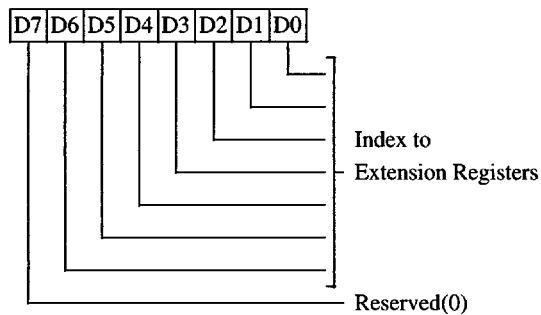 D7 D6 D5 D4 D3 D2 D1 D0
Index to
Extension Registers
Reserved(0)